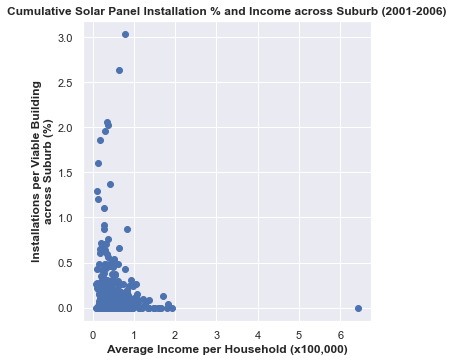 Cumulative Solar Panel Installation % and Income across Suburb (2001-2006)
3.0
2.5
2.0
1.5
1.0
0.5
0.0
Installations per Viable Building
across Suburb (%)
0 1 2 3 4 5 6
Average Income per Household (x100,000)